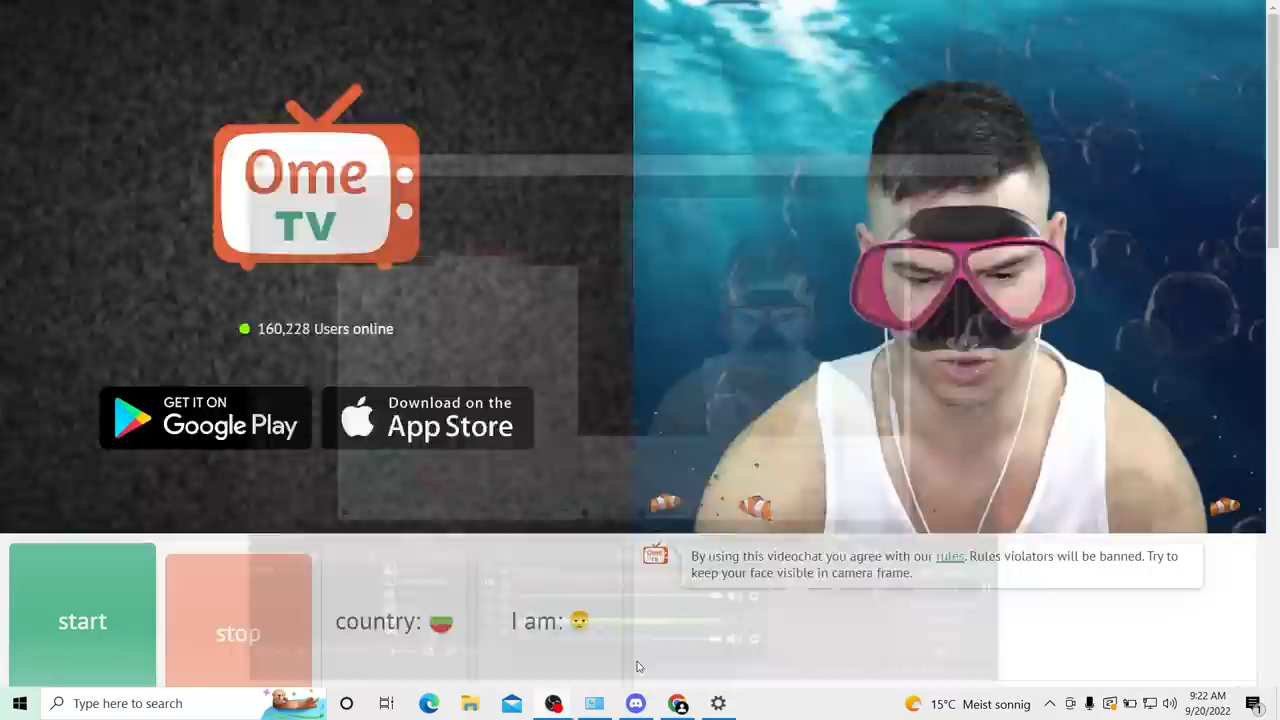 Ome
TV
160,228 Users online
GET IT ON
Google Play
Download on the
App Store
By using this videochat you agree with our rules. Rules violators will be banned. Try to
keep your face visible in camera frame.
start
stop
country:
I am:
Type here to search
15°C Meist sonnig
9:22 AM
9/20/2022
1